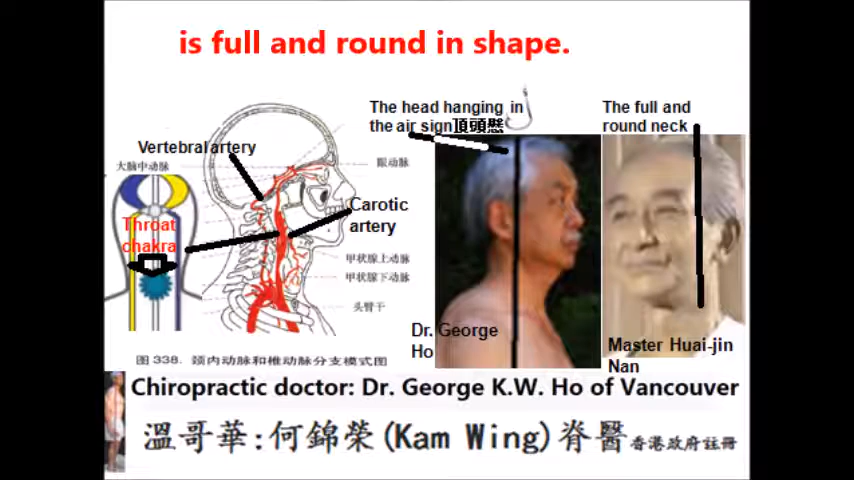 is full and round in shape.
The head hanging in
the air sign頂頭懸
The full and
round neck
Vertebral artery
大脑中动脉
眼动脉
Carotic
artery
Throat
chakra
甲状腺上动脉
甲状腺下动脉
头臂干
Dr. George
Ho
Master Huai-jin
Nan
图 338. 颈内动脉和椎动脉分支模式图
Chiropractic doctor: Dr. George K.W. Ho of Vancouver
溫哥華:何錦榮(Kam Wing)脊醫香港政府註冊